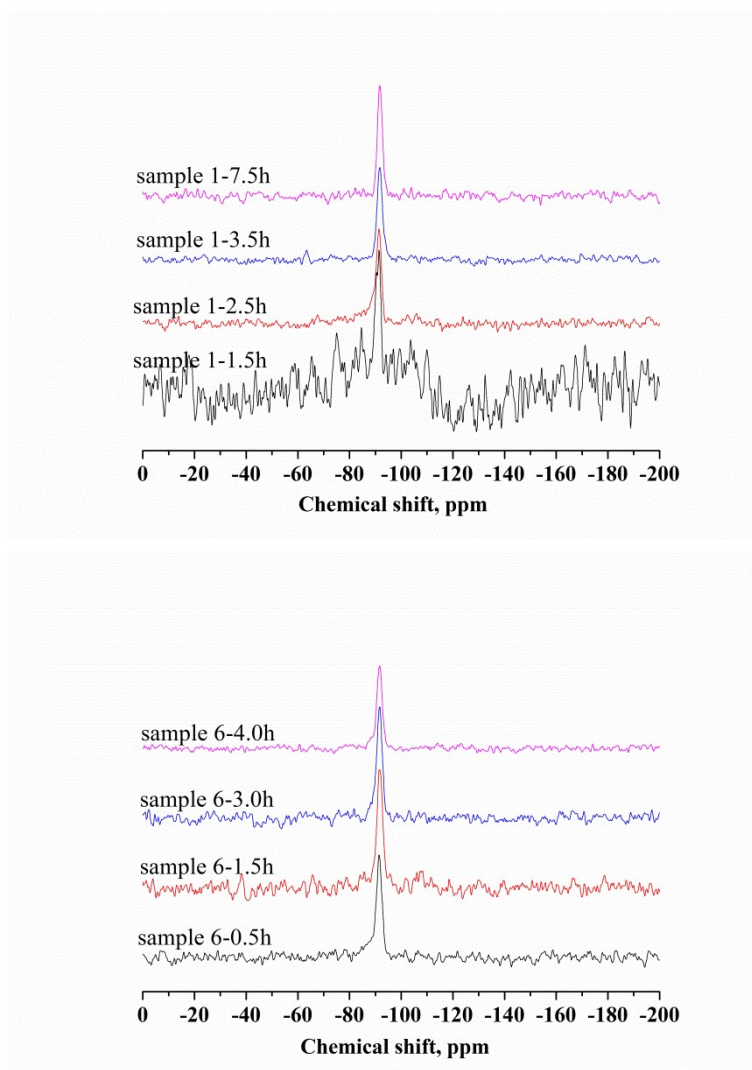 sample 1-7.5h
sample 1-3.5h
sample 1-2.5h
sample 1-1.5h
0 -20 -40 -60 -80 -100 -120 -140 -160 -180 -200
Chemical shift, ppm
sample 6-4.0h
sample 6-3.0h
sample 6-1.5h
sample 6-0.5h
0 -20 -40 -60 -80 -100 -120 -140 -160 -180 -200
Chemical shift, ppm